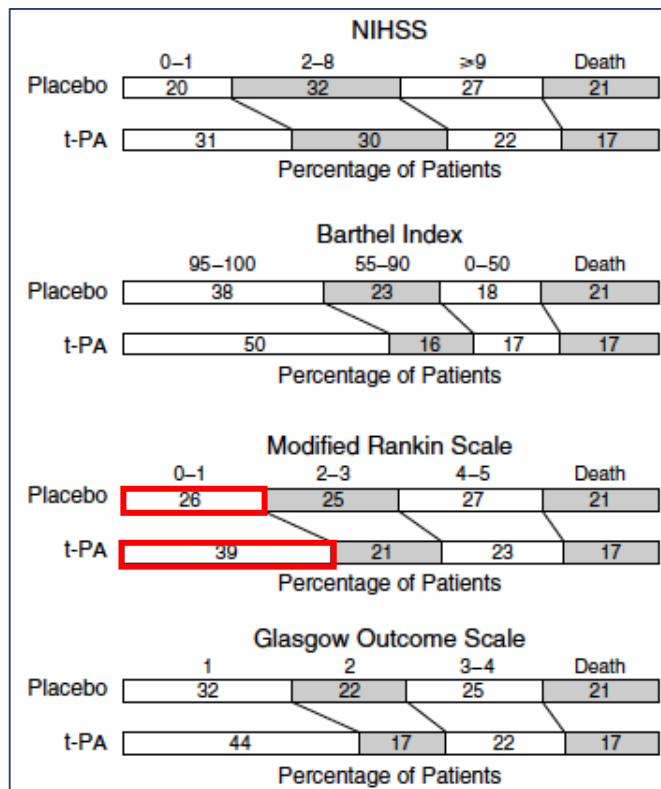 NIHSS
0–1 2–8 ≥9 Death
Placebo 20 32 27 21
t-PA 31 30 22 17
Percentage of Patients
Barthel Index
95–100 55–90 0–50 Death
Placebo 38 23 18 21
t-PA 50 16 17 17
Percentage of Patients
Modified Rankin Scale
0–1 2–3 4–5 Death
Placebo 26 25 27 21
t-PA 39 21 23 17
Percentage of Patients
Glasgow Outcome Scale
1 2 3–4 Death
Placebo 32 22 25 21
t-PA 44 17 22 17
Percentage of Patients